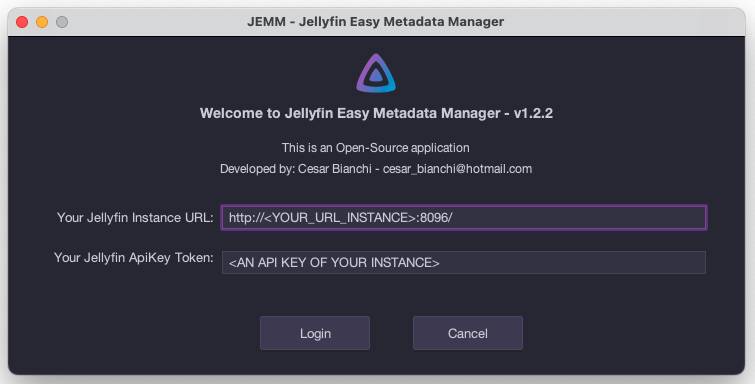 JEMM - Jellyfin Easy Metadata Manager
Welcome to Jellyfin Easy Metadata Manager - v1.2.2
This is an Open-Source application
Developed by: Cesar Bianchi - cesar_bianchi@hotmail.com
Your Jellyfin Instance URL: http://<YOUR_URL_INSTANCE>:8096/
Your Jellyfin ApiKey Token: <AN API KEY OF YOUR INSTANCE>
Login Cancel